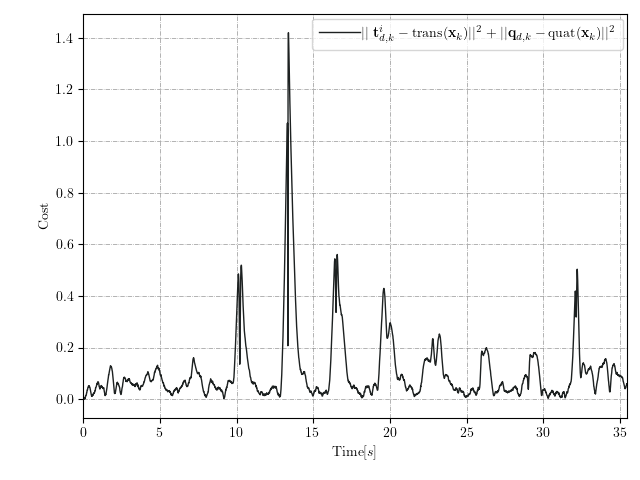 || t^i_{d,k} − trans(x_k)||^2 + ||q_{d,k} − quat(x_k)||^2
1.4
1.2
1.0
0.8
0.6
0.4
0.2
0.0
Cost
0 5 10 15 20 25 30 35
Time[s]